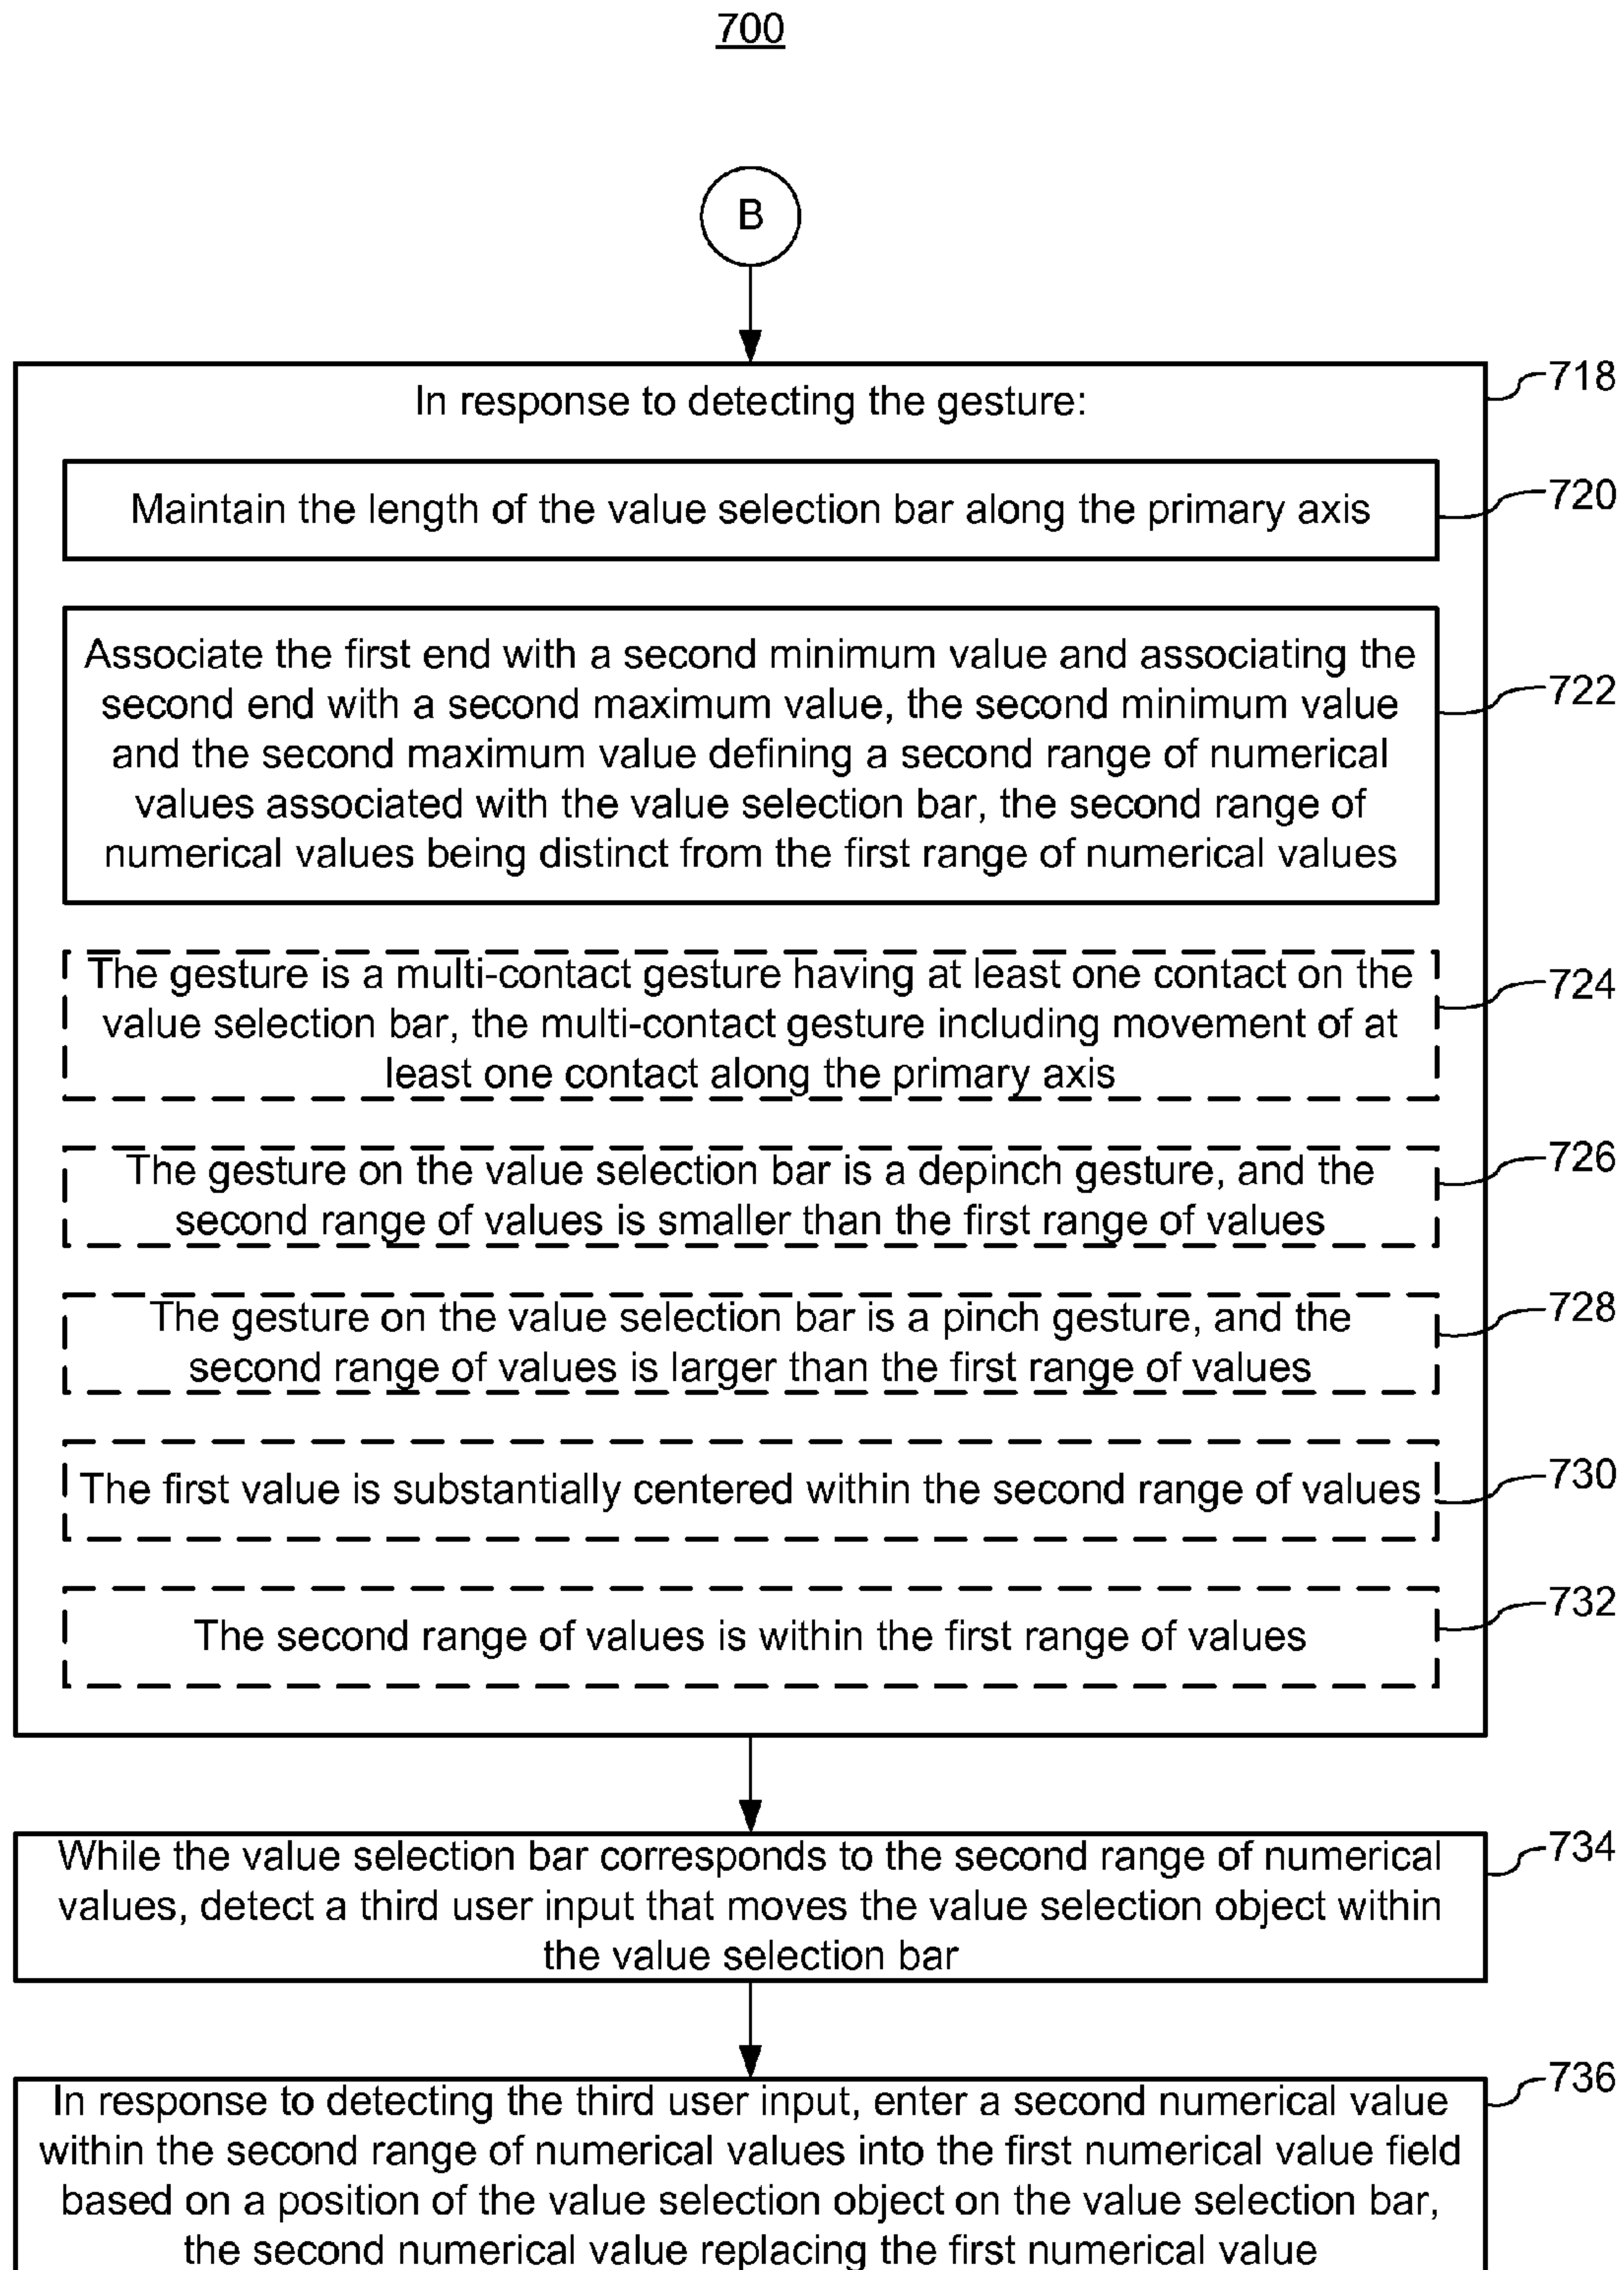 700
B
In response to detecting the gesture:
718
Maintain the length of the value selection bar along the primary axis
720
Associate the first end with a second minimum value and associating the
second end with a second maximum value, the second minimum value
and the second maximum value defining a second range of numerical
values associated with the value selection bar, the second range of
numerical values being distinct from the first range of numerical values
722
The gesture is a multi-contact gesture having at least one contact on the
value selection bar, the multi-contact gesture including movement of at
least one contact along the primary axis
724
The gesture on the value selection bar is a depinch gesture, and the
second range of values is smaller than the first range of values
726
The gesture on the value selection bar is a pinch gesture, and the
second range of values is larger than the first range of values
728
The first value is substantially centered within the second range of values
730
The second range of values is within the first range of values
732
While the value selection bar corresponds to the second range of numerical
values, detect a third user input that moves the value selection object within
the value selection bar
734
In response to detecting the third user input, enter a second numerical value
within the second range of numerical values into the first numerical value field
based on a position of the value selection object on the value selection bar,
the second numerical value replacing the first numerical value
736